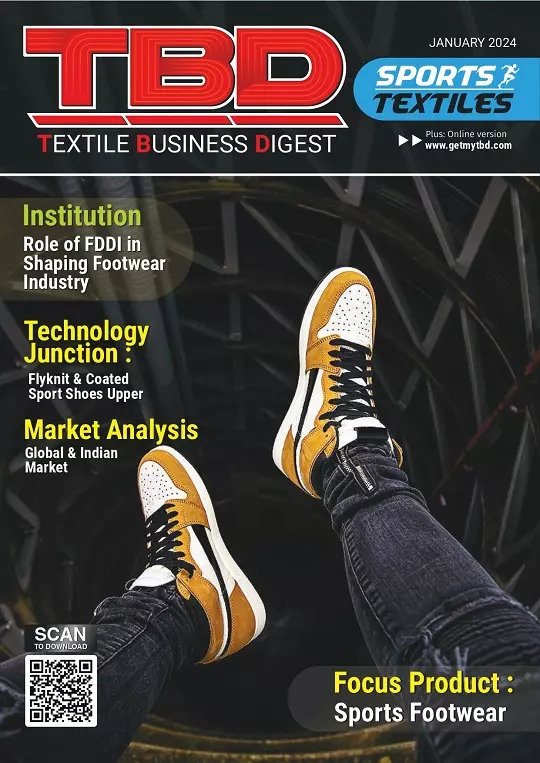 TBD
TEXTILE BUSINESS DIGEST
JANUARY 2024
SPORTS
TEXTILES
Plus: Online version
www.getmytbd.com
Institution
Role of FDDI in
Shaping Footwear
Industry
Technology
Junction :
Flyknit & Coated
Sport Shoes Upper
Market Analysis
Global & Indian
Market
SCAN
TO DOWNLOAD
Focus Product :
Sports Footwear